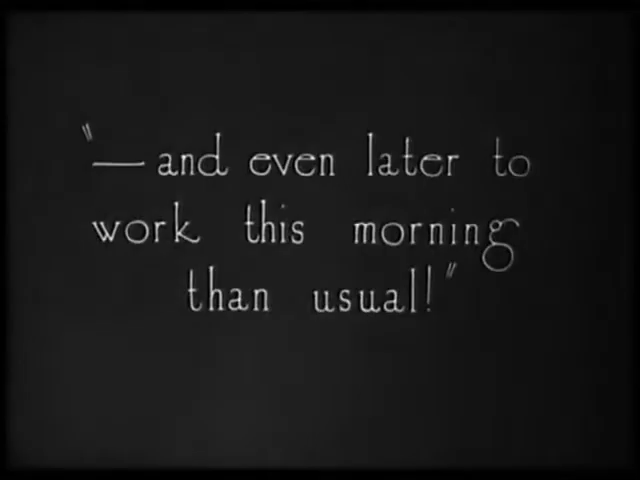 "—and even later to
work this morning
than usual!"